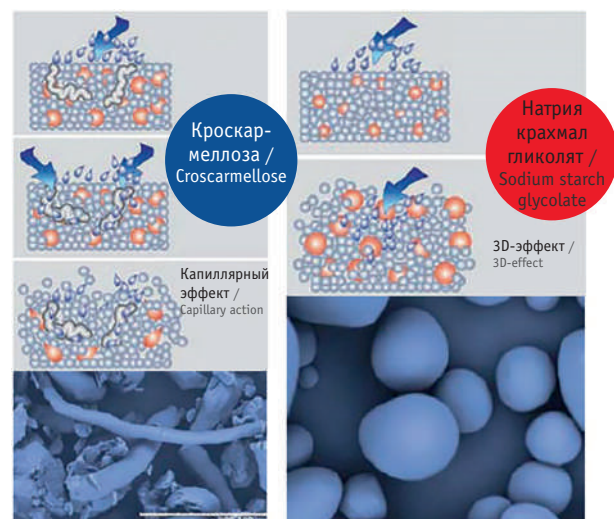 Кроскар-
меллоза /
Croscarmellose
Капиллярный
эффект /
Capillary action
Натрия
крахмал
гликолят /
Sodium starch
glycolate
3D-эффект /
3D-effect